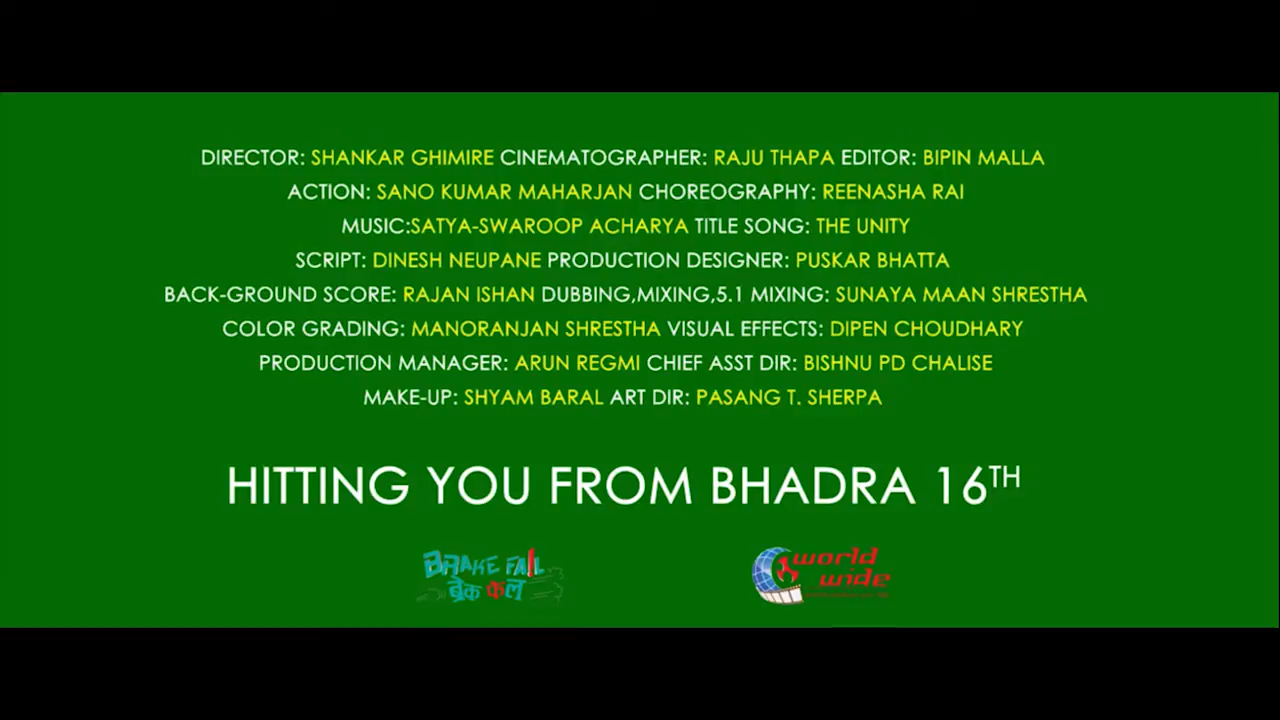 DIRECTOR: SHANKAR GHIMIRE CINEMATOGRAPHER: RAJU THAPA EDITOR: BIPIN MALLA
ACTION: SANO KUMAR MAHARJAN CHOREOGRAPHY: REENASHA RAI
MUSIC:SATYA-SWAROOP ACHARYA TITLE SONG: THE UNITY
SCRIPT: DINESH NEUPANE PRODUCTION DESIGNER: PUSKAR BHATTA
BACK-GROUND SCORE: RAJAN ISHAN DUBBING,MIXING,5.1 MIXING: SUNAYA MAAN SHRESTHA
COLOR GRADING: MANORANJAN SHRESTHA VISUAL EFFECTS: DIPEN CHOUDHARY
PRODUCTION MANAGER: ARUN REGMI CHIEF ASST DIR: BISHNU PD CHALISE
MAKE-UP: SHYAM BARAL ART DIR: PASANG T. SHERPA
HITTING YOU FROM BHADRA 16TH
BRAKE FAIL
ब्रेक फेल
world
wide